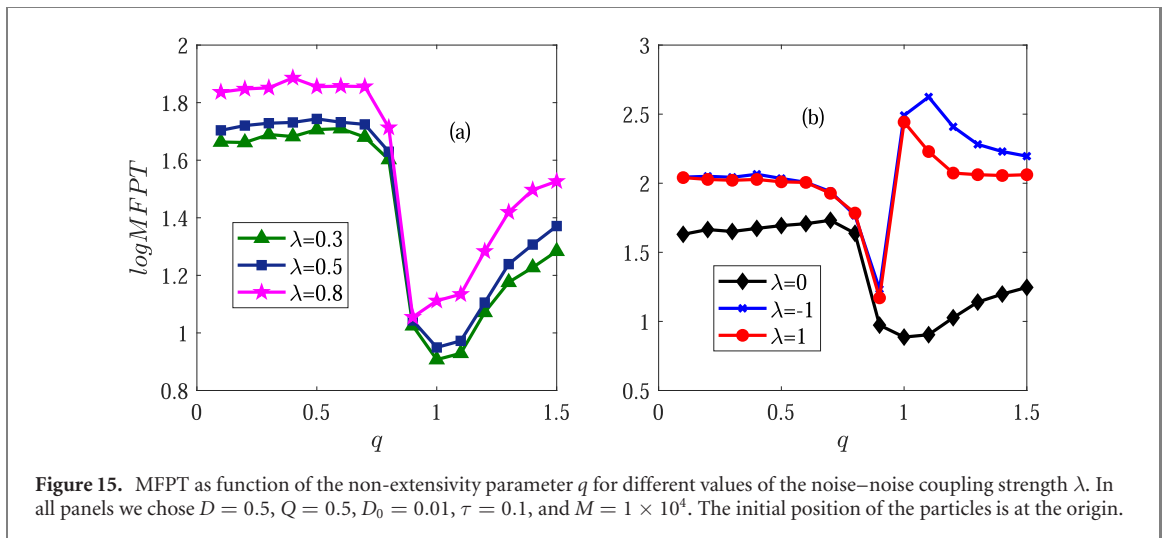 2
1.8
1.6
1.4
1.2
1
0.8
logMFPT
(a)
λ=0.3
λ=0.5
λ=0.8
0
0.5
1
1.5
q
3
2.5
2
1.5
1
0.5
(b)
λ=0
λ=-1
λ=1
0
0.5
1
1.5
q
Figure 15. MFPT as function of the non-extensivity parameter q for different values of the noise–noise coupling strength λ. In
all panels we chose D = 0.5, Q = 0.5, D₀ = 0.01, τ = 0.1, and M = 1 × 10⁴. The initial position of the particles is at the origin.